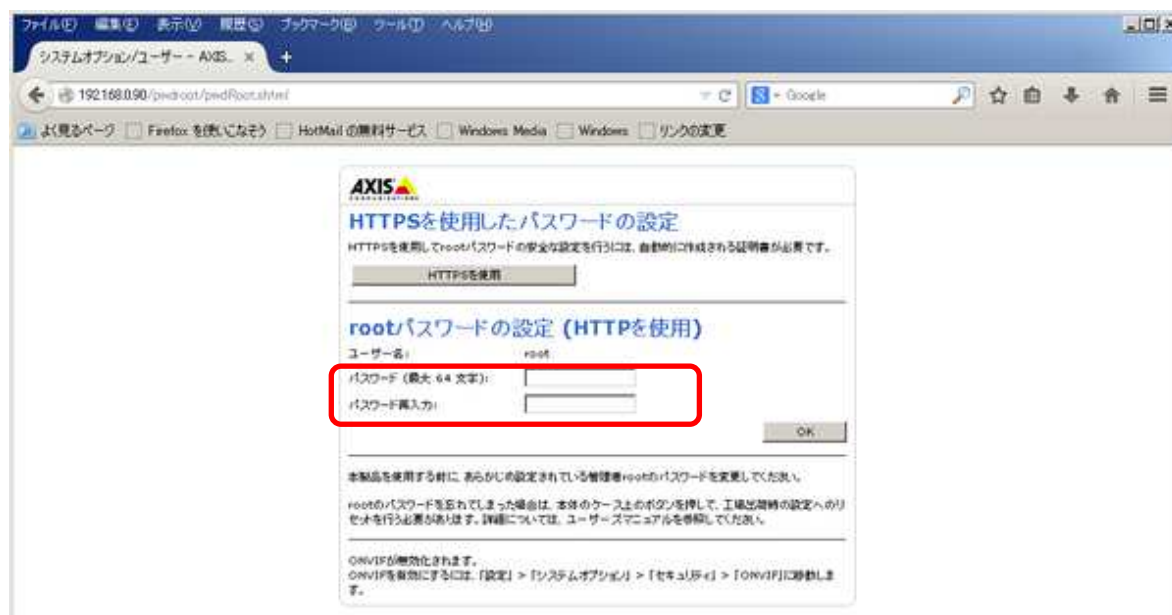 ファイル(F) 編集(E) 表示(V) 履歴(S) ブックマーク(B) ツール(T) ヘルプ(H)
システムオプション/ユーザー - AXIS...
192.168.0.90/pwdroot/pwdRoot.shtml
Google
よく見るページ Firefox を使いこなそう HotMail の無料サービス Windows Media Windows リンクの変更
AXIS
COMMUNICATIONS
HTTPSを使用したパスワードの設定
HTTPSを使用してrootパスワードの安全な設定を行うには、自動的に作成される証明書が必要です。
HTTPSを使用
rootパスワードの設定 (HTTPを使用)
ユーザー名: root
パスワード (最大 64 文字):
パスワード再入力:
OK
本製品を使用する前に、あらかじめ設定されている管理者rootのパスワードを変更してください。
rootのパスワードを忘れてしまった場合は、本体のケース上のボタンを押して、工場出荷時の設定へのリ
セットを行う必要があります。詳細については、ユーザーズマニュアルを参照してください。
ONVIFが無効化されます。
ONVIFを有効にするには、「設定」 > 「システムオプション」 > 「セキュリティ」 > 「ONVIF」に移動しま
す。